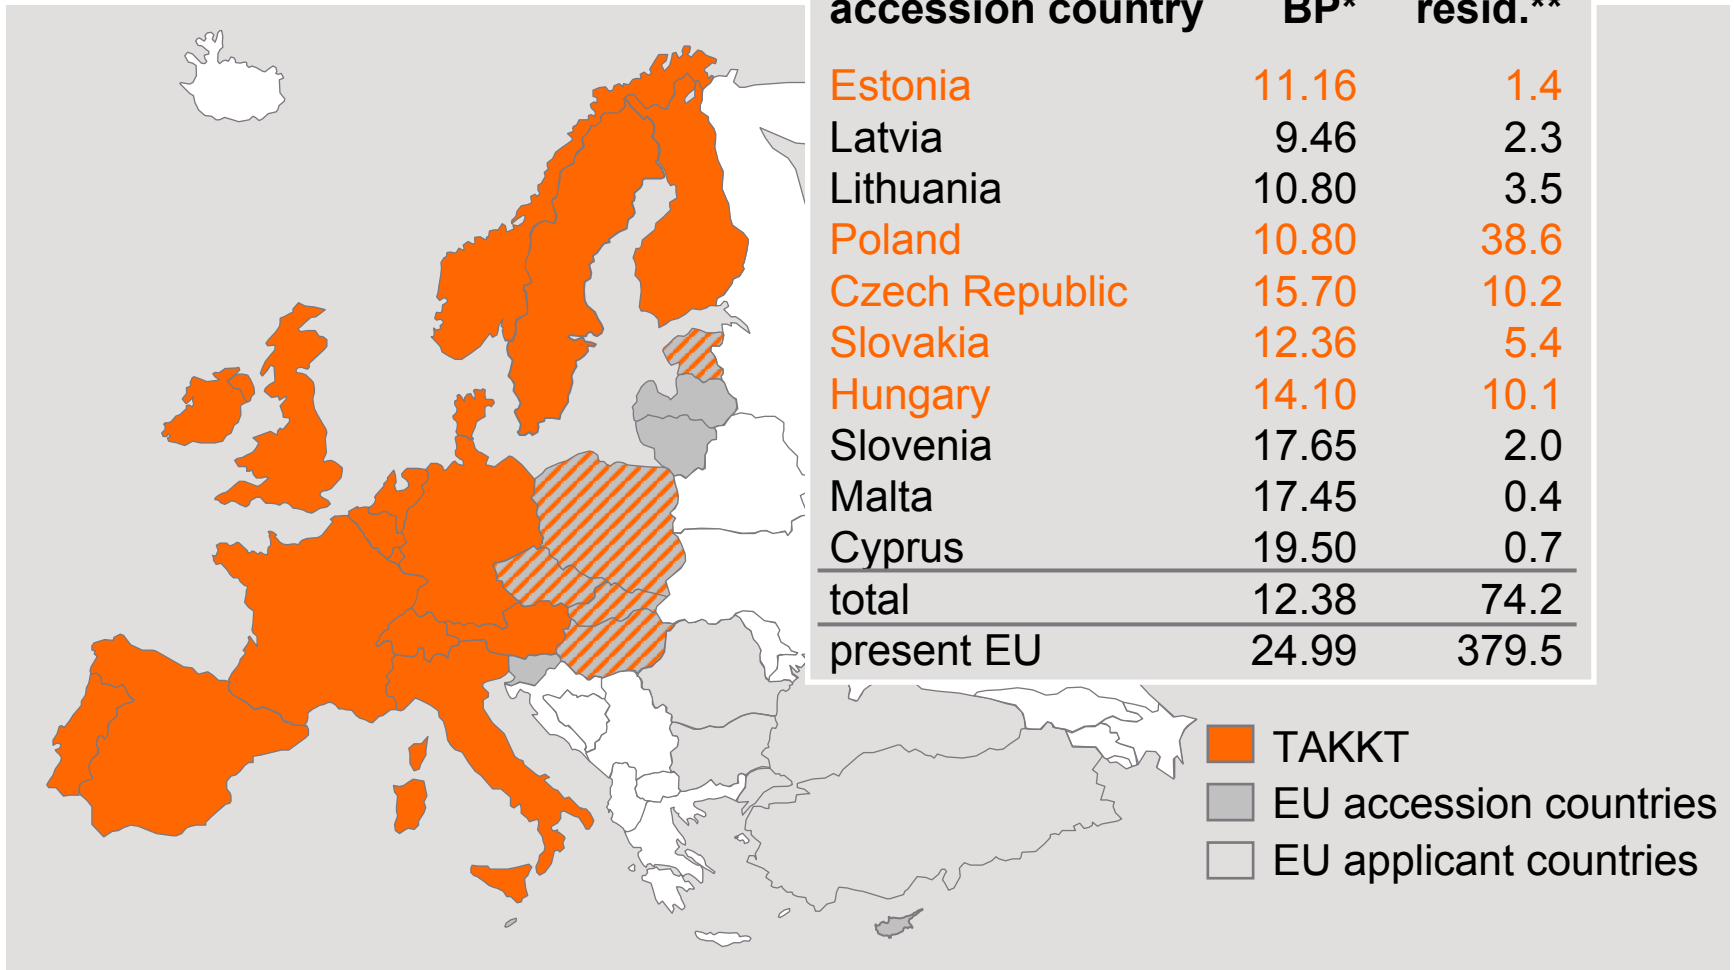 accession country BP* resid.**
Estonia 11.16 1.4
Latvia 9.46 2.3
Lithuania 10.80 3.5
Poland 10.80 38.6
Czech Republic 15.70 10.2
Slovakia 12.36 5.4
Hungary 14.10 10.1
Slovenia 17.65 2.0
Malta 17.45 0.4
Cyprus 19.50 0.7
total 12.38 74.2
present EU 24.99 379.5
TAKKT
EU accession countries
EU applicant countries